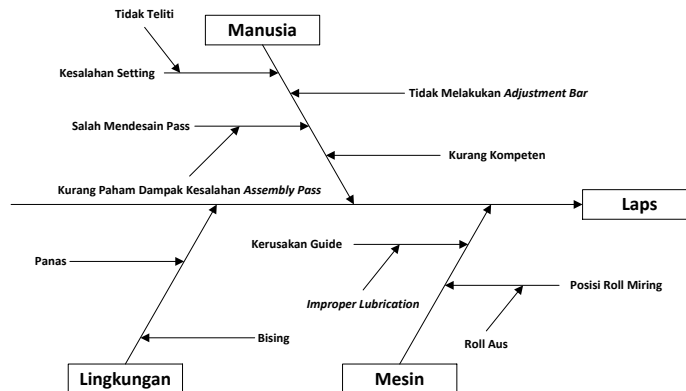 Tidak Teliti
Manusia
Kesalahan Setting
Tidak Melakukan Adjustment Bar
Salah Mendesain Pass
Kurang Kompeten
Kurang Paham Dampak Kesalahan Assembly Pass
Laps
Kerusakan Guide
Panas
Posisi Roll Miring
Improper Lubrication
Bising
Roll Aus
Lingkungan
Mesin